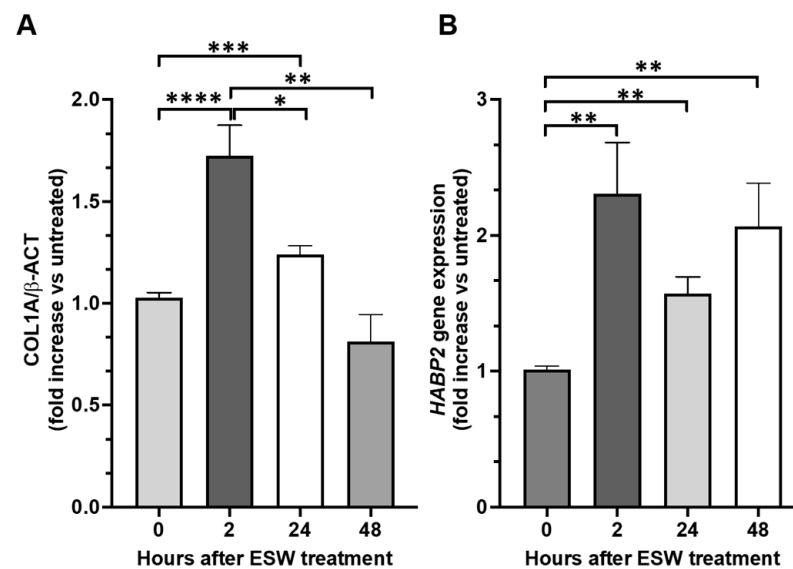 A
B
***
**
****
*
**
**
**
2.0
1.5
1.0
0.5
0.0
COL1A/β-ACT
(fold increase vs untreated)
0 2 24 48
Hours after ESW treatment
3
2
1
0
HABP2 gene expression
(fold increase vs untreated)
0 2 24 48
Hours after ESW treatment